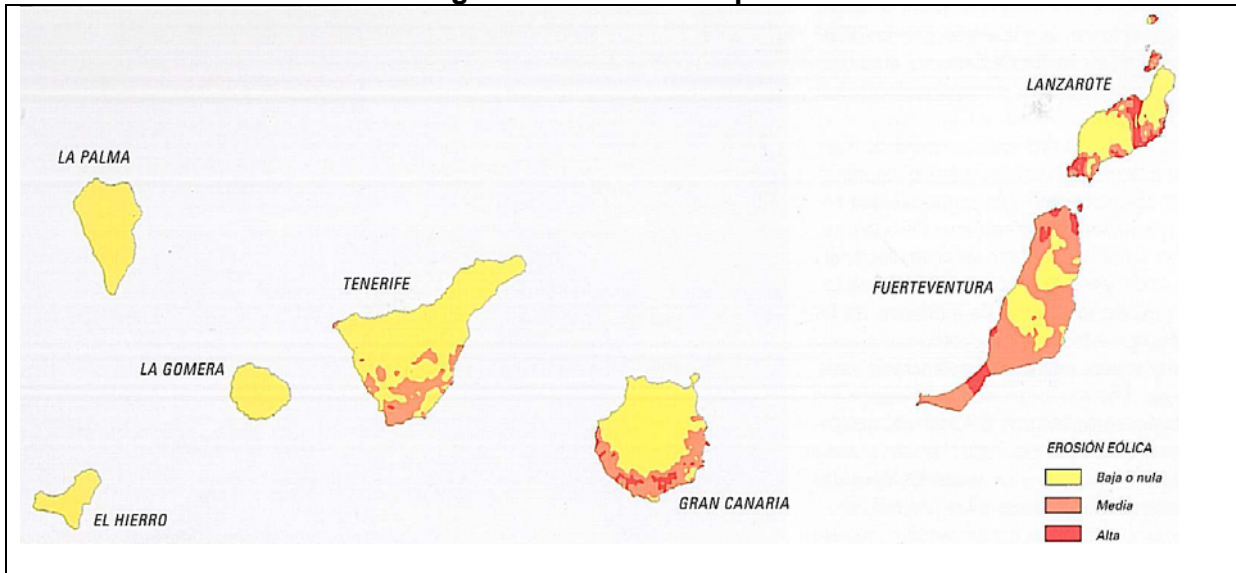 LANZAROTE
LA PALMA
TENERIFE
FUERTEVENTURA
LA GOMERA
EROSIÓN EÓLICA
Baja o nula
GRAN CANARIA
Media
EL HIERRO
Alta